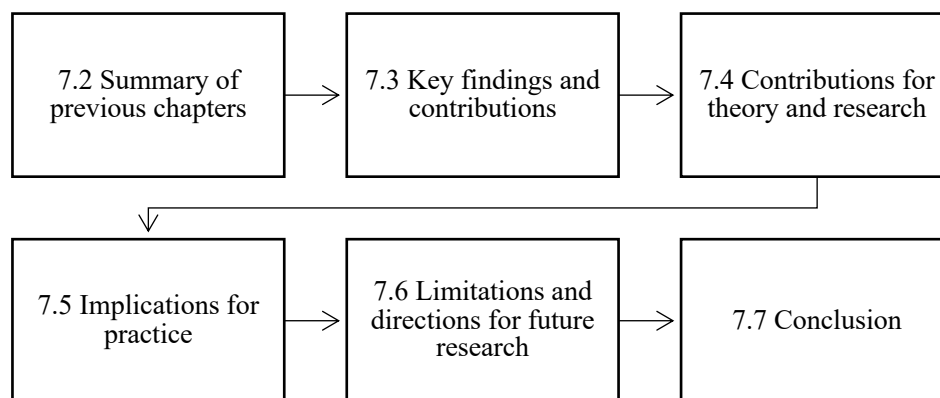 7.2 Summary of
previous chapters
7.3 Key findings and
contributions
7.4 Contributions for
theory and research
7.5 Implications for
practice
7.6 Limitations and
directions for future
research
7.7 Conclusion